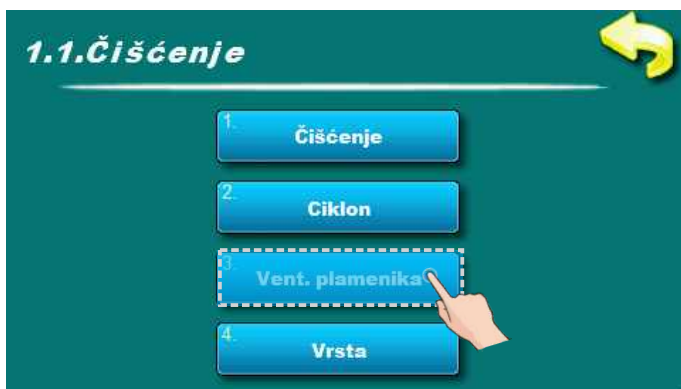 1.1.Čišćenje
1.
Čišćenje
2.
Ciklon
3.
Vent. plamenika
4.
Vrsta